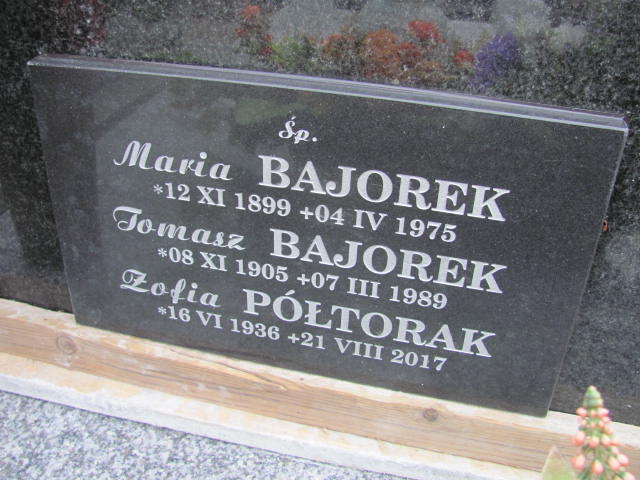 Śp.
Maria BAJOREK
*12 XI 1899 +04 IV 1975
Tomasz BAJOREK
*08 XI 1905 +07 III 1989
Zofia PÓŁTORAK
*16 VI 1936 +21 VIII 2017